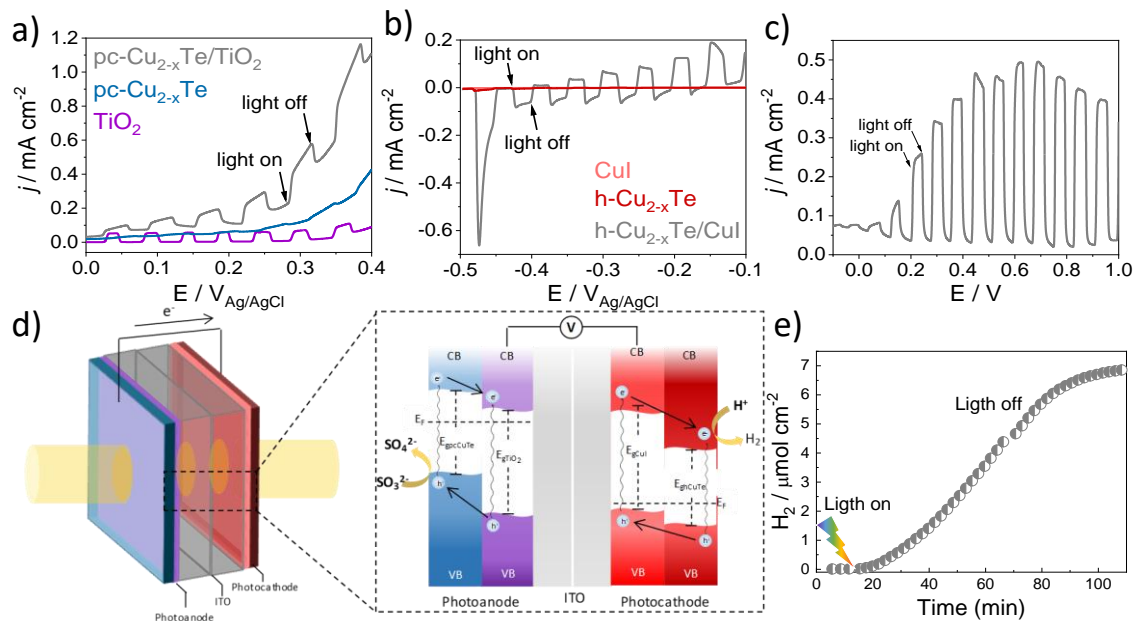 a)
1.2
1.0
0.8
0.6
0.4
0.2
0.0
j / mA cm-2
pc-Cu2-xTe/TiO2
pc-Cu2-xTe
TiO2
light off
light on
0.0 0.1 0.2 0.3 0.4
E / VAg/AgCl
b)
0.2
0.0
-0.2
-0.4
-0.6
j / mA cm-2
light on
light off
CuI
h-Cu2-xTe
h-Cu2-xTe/CuI
-0.5 -0.4 -0.3 -0.2 -0.1
E / VAg/AgCl
c)
0.5
0.4
0.3
0.2
0.1
0.0
j / mA cm-2
light off
light on
0.0 0.2 0.4 0.6 0.8 1.0
E / V
d)
e-
Photocathode
ITO
Photoanode
V
CB CB CB CB
e- e- e- e-
EF
EgpcCuTe
EgTiO2
SO42-
SO32-
h+ h+
EgCuI
EghCuTe
H+
H2
EF
h+ h+
VB VB VB VB
Photoanode ITO Photocathode
e)
7
6
5
4
3
2
1
0
H2 / μmol cm-2
Ligth off
Ligth on
0 20 40 60 80 100
Time (min)